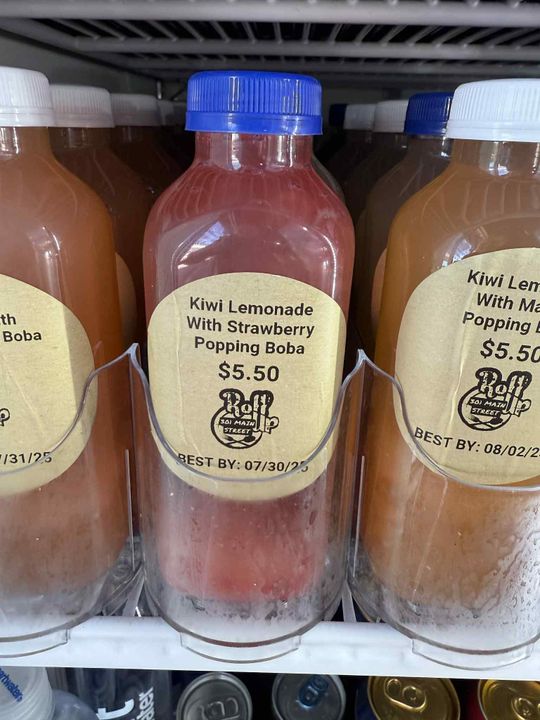 th
Boba
/31/25
Kiwi Lemonade
With Strawberry
Popping Boba
$5.50
Roll Up
301 MAIN
STREET
BEST BY: 07/30/25
Kiwi Lem
With Ma
Popping B
$5.50
Roll Up
301 MAIN
STREET
BEST BY: 08/02/2